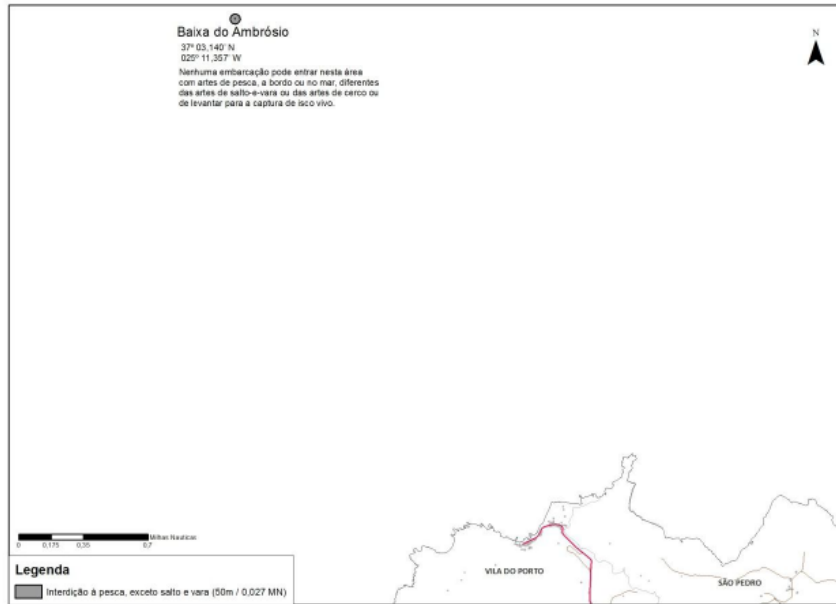 Baixa do Ambrósio
37º 03,140' N
025º 11,357' W
Nenhuma embarcação pode entrar nesta área
com artes de pesca, a bordo ou no mar, diferentes
das artes de salto-e-vara ou das artes de cerco ou
de levantar para a captura de isco vivo.
N
Milhas Nauticas
0 0,175 0,35 0,7
VILA DO PORTO
SÃO PEDRO
Legenda
Interdição à pesca, exceto salto e vara (50m / 0,027 MN)